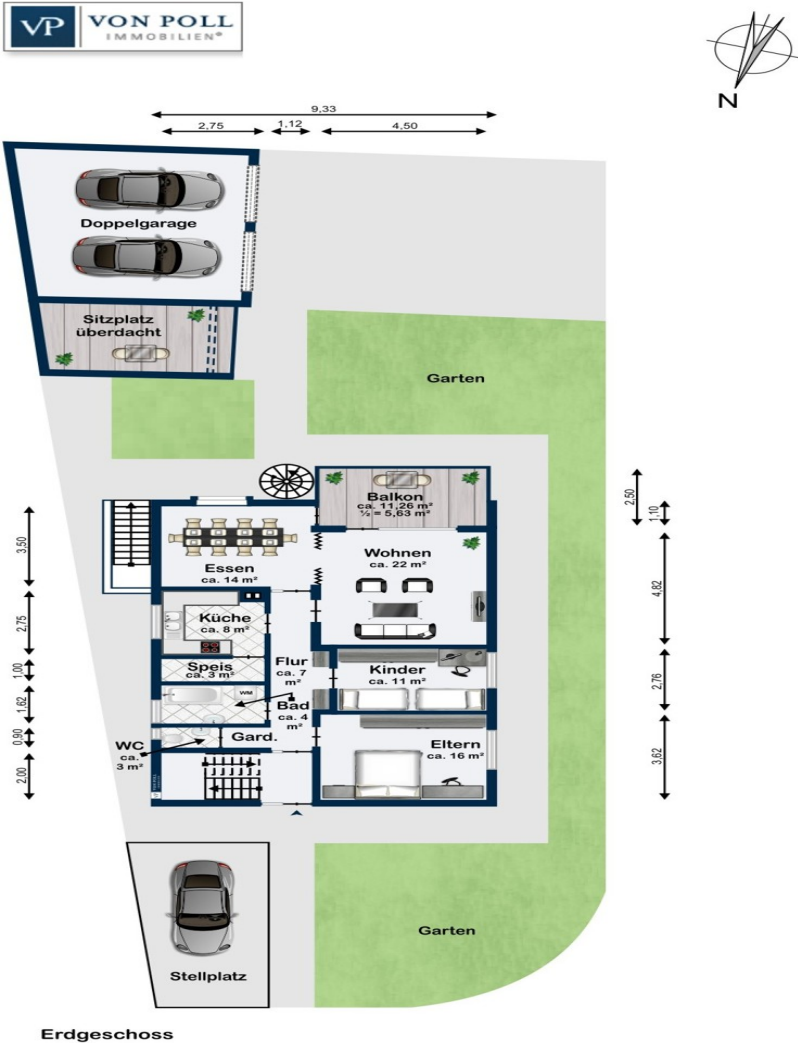 VP VON POLL
IMMOBILIEN®
N
9,33
2,75
1,12
4,50
Doppelgarage
Sitzplatz
überdacht
Garten
Balkon
ca. 11,26 m²
½ = 5,63 m²
2,50
1,10
3,50
Essen
ca. 14 m²
Wohnen
ca. 22 m²
4,82
2,75
Küche
ca. 8 m²
Flur
ca. 7
m²
1,00
Speis
ca. 3 m²
Kinder
ca. 11 m²
2,76
1,62
WM
Bad
ca. 4
m²
0,90
WC
ca.
3 m²
Gard.
Eltern
ca. 16 m²
3,62
2,00
Garten
Stellplatz
Erdgeschoss